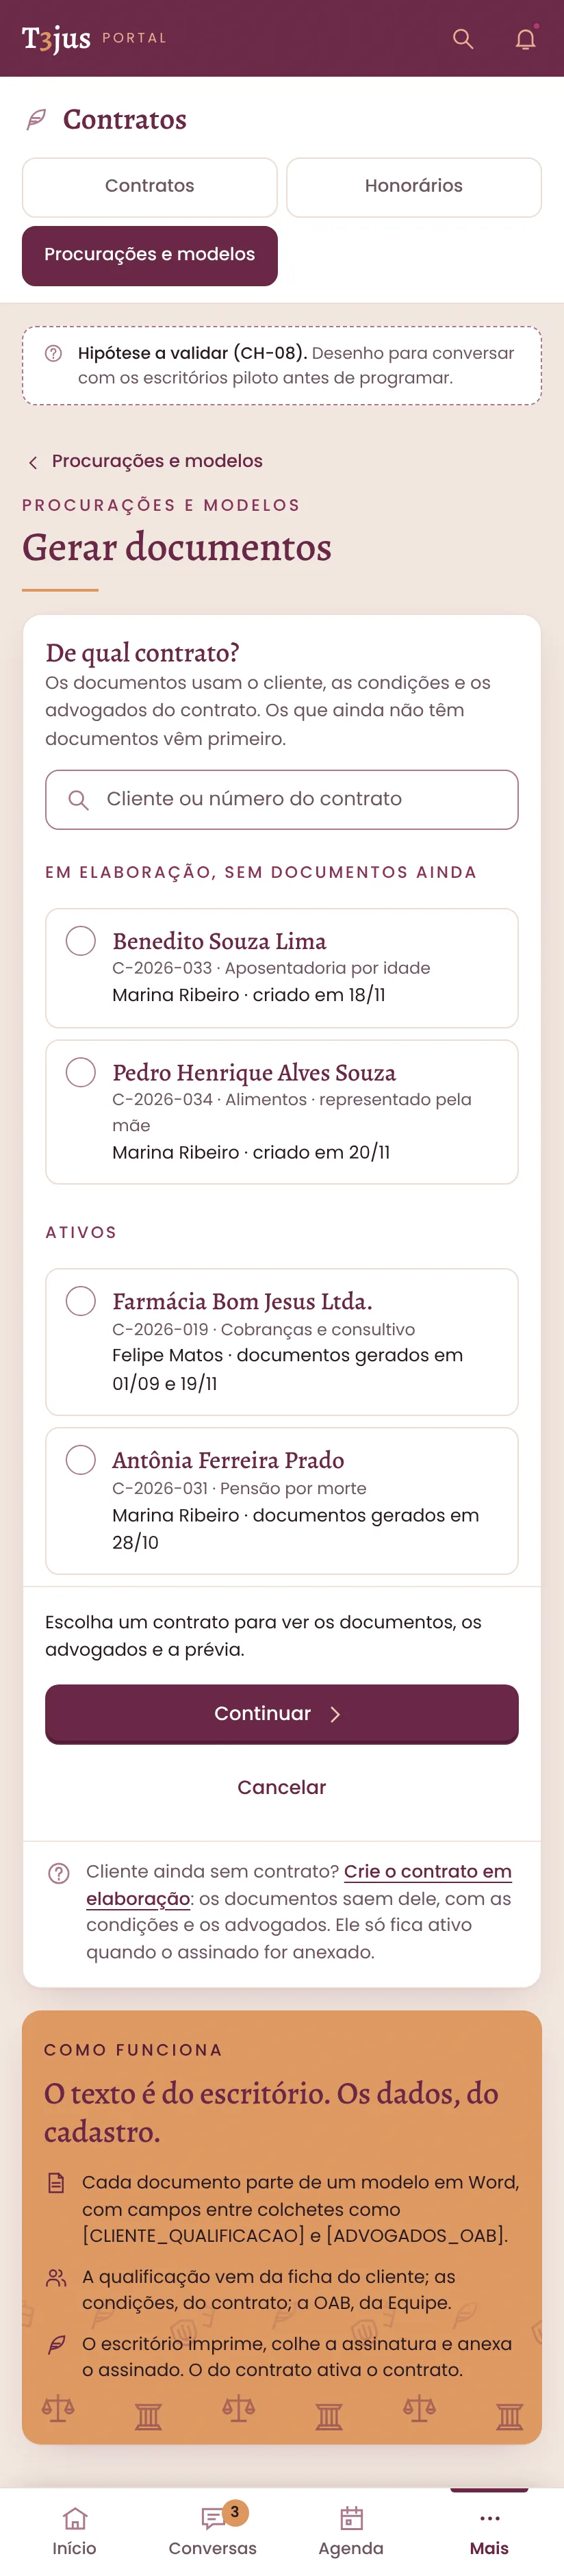 T3jus PORTAL
Contratos
Contratos
Honorários
Procurações e modelos
Hipótese a validar (CH-08). Desenho para conversar
com os escritórios piloto antes de programar.
Procurações e modelos
PROCURAÇÕES E MODELOS
Gerar documentos
De qual contrato?
Os documentos usam o cliente, as condições e os
advogados do contrato. Os que ainda não têm
documentos vêm primeiro.
Cliente ou número do contrato
EM ELABORAÇÃO, SEM DOCUMENTOS AINDA
Benedito Souza Lima
C-2026-033 · Aposentadoria por idade
Marina Ribeiro · criado em 18/11
Pedro Henrique Alves Souza
C-2026-034 · Alimentos · representado pela
mãe
Marina Ribeiro · criado em 20/11
ATIVOS
Farmácia Bom Jesus Ltda.
C-2026-019 · Cobranças e consultivo
Felipe Matos · documentos gerados em
01/09 e 19/11
Antônia Ferreira Prado
C-2026-031 · Pensão por morte
Marina Ribeiro · documentos gerados em
28/10
Escolha um contrato para ver os documentos, os
advogados e a prévia.
Continuar
Cancelar
Cliente ainda sem contrato? Crie o contrato em
elaboração: os documentos saem dele, com as
condições e os advogados. Ele só fica ativo
quando o assinado for anexado.
COMO FUNCIONA
O texto é do escritório. Os dados, do
cadastro.
Cada documento parte de um modelo em Word,
com campos entre colchetes como
[CLIENTE_QUALIFICACAO] e [ADVOGADOS_OAB].
A qualificação vem da ficha do cliente; as
condições, do contrato; a OAB, da Equipe.
O escritório imprime, colhe a assinatura e anexa
o assinado. O do contrato ativa o contrato.
3
Início
Conversas
Agenda
Mais